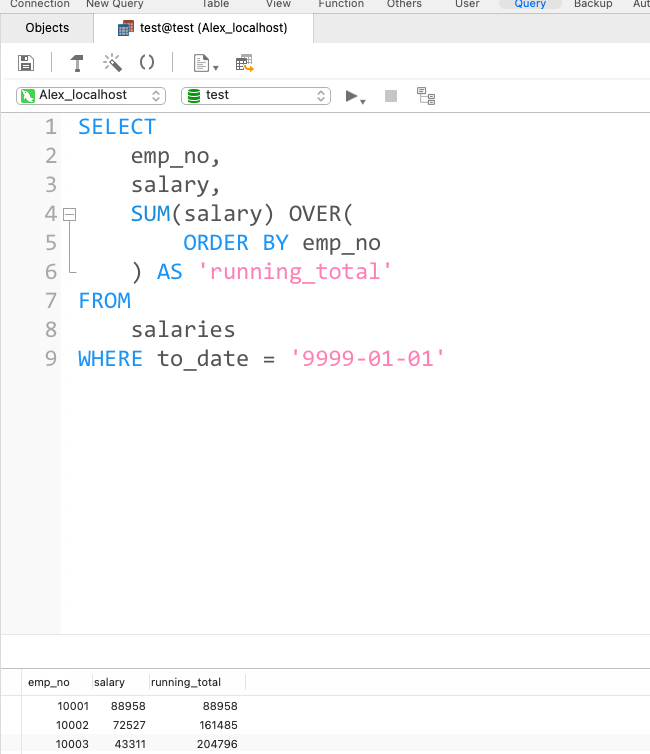 Connection New Query Table View Function Others User Query Backup Aut
Objects test@test (Alex_localhost)
Alex_localhost test
1 SELECT
2 emp_no,
3 salary,
4 SUM(salary) OVER(
5 ORDER BY emp_no
6 ) AS 'running_total'
7 FROM
8 salaries
9 WHERE to_date = '9999-01-01'
emp_no salary running_total
10001 88958 88958
10002 72527 161485
10003 43311 204796